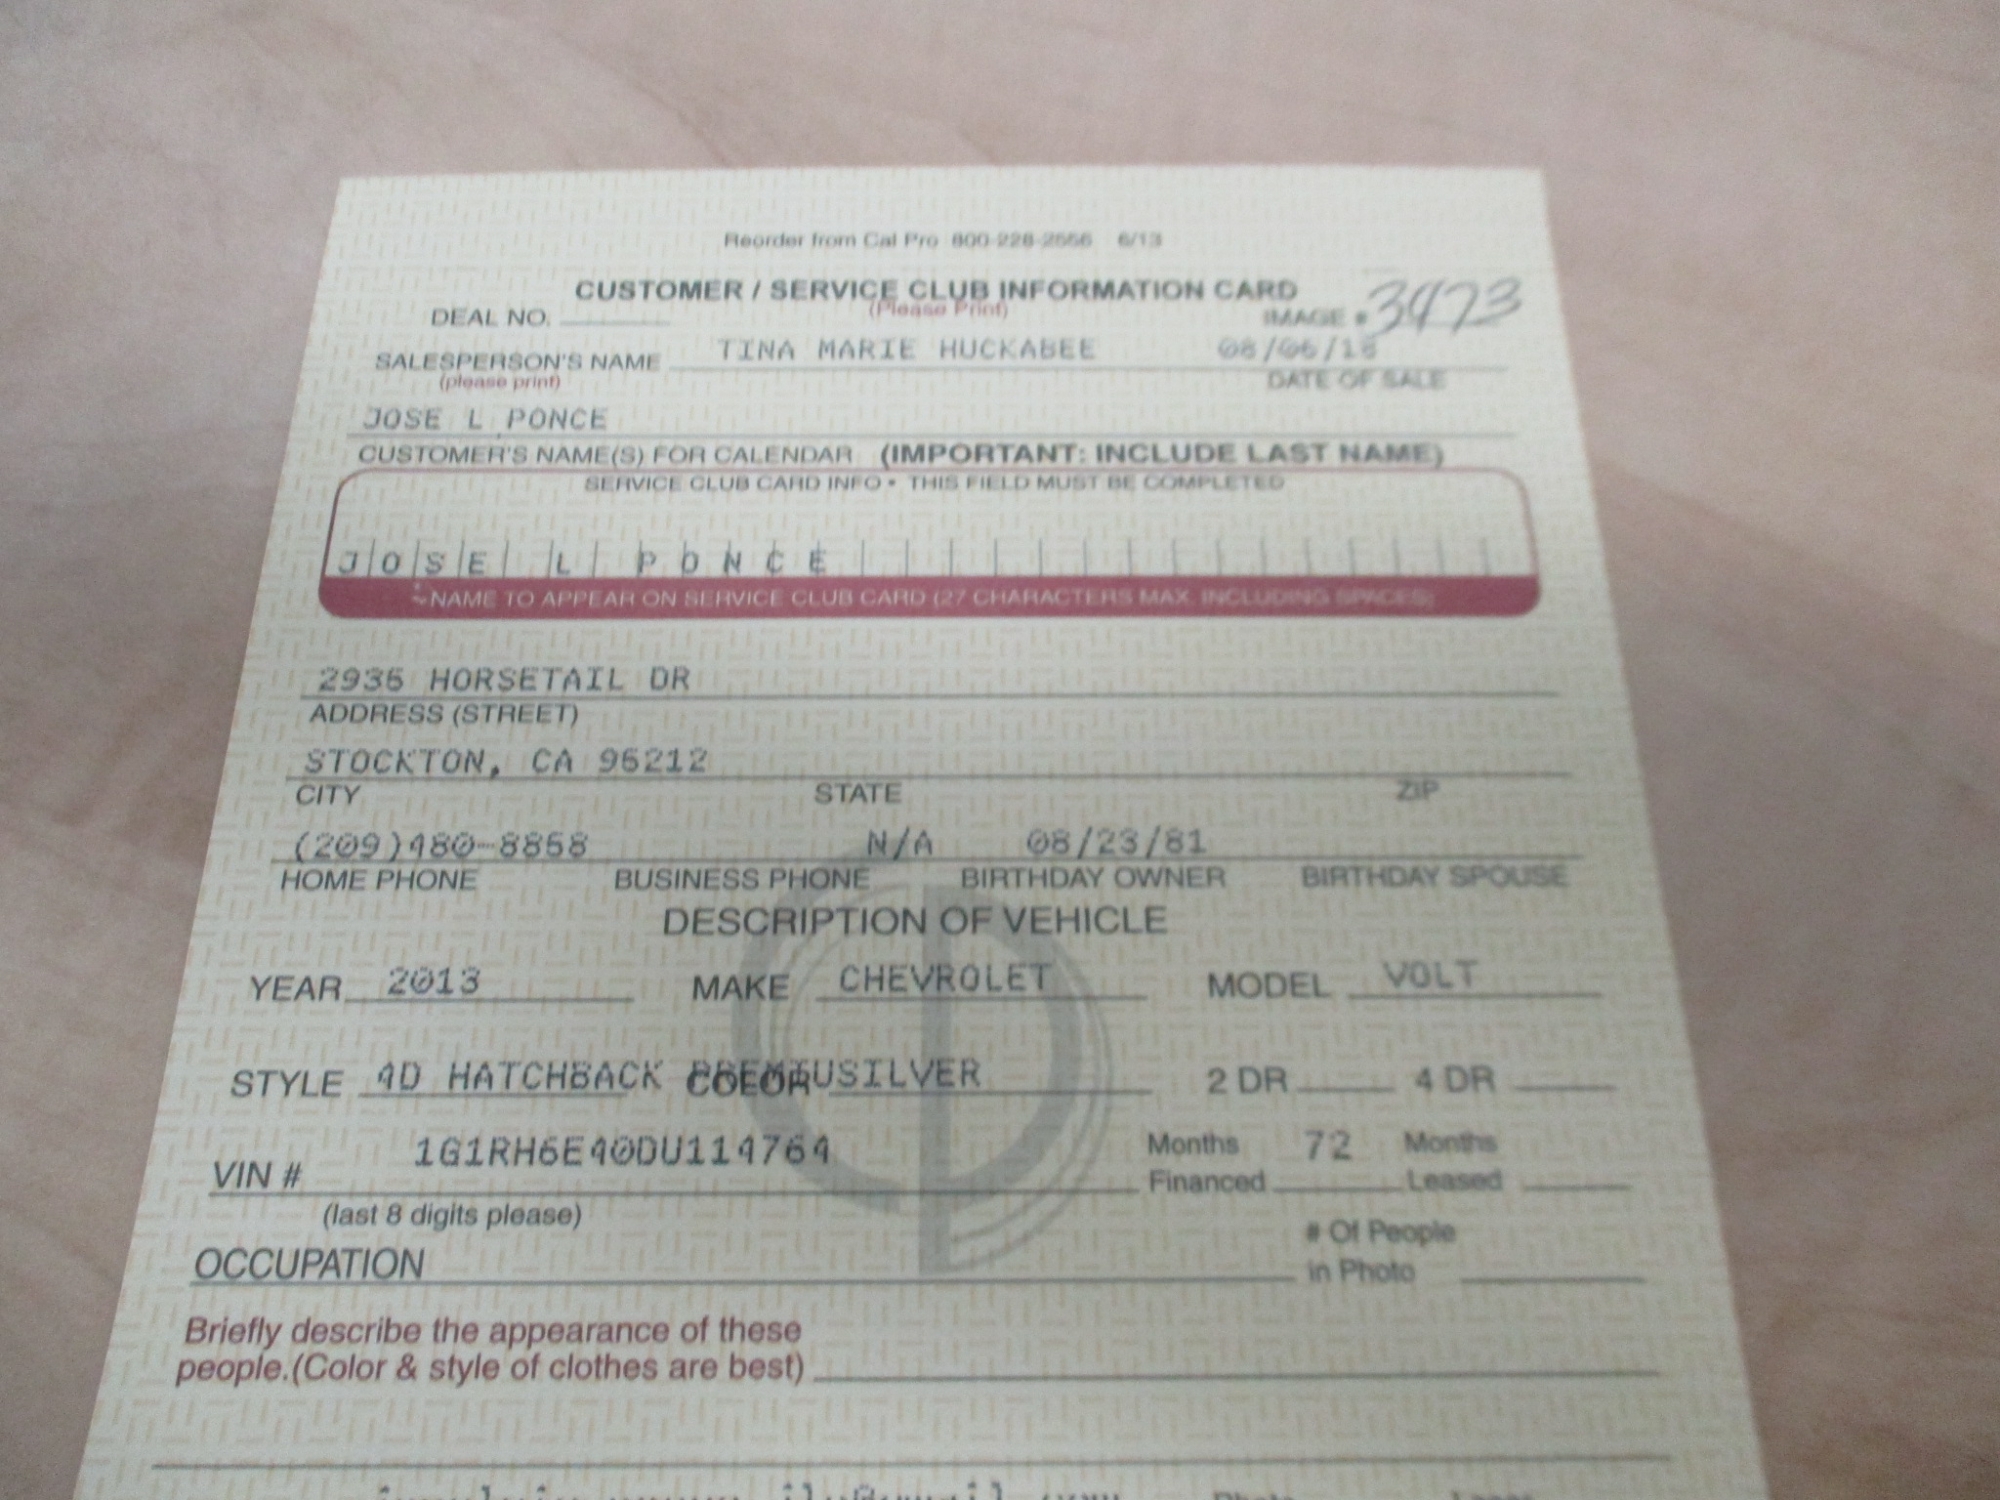 Reorder from Cal Pro 800-228-2556 6/13
CUSTOMER / SERVICE CLUB INFORMATION CARD
(Please Print)
DEAL NO. IMAGE # 3473
SALESPERSON'S NAME TINA MARIE HUCKABEE 08/06/18
(please print) DATE OF SALE
JOSE L PONCE
CUSTOMER'S NAME(S) FOR CALENDAR (IMPORTANT: INCLUDE LAST NAME)
SERVICE CLUB CARD INFO • THIS FIELD MUST BE COMPLETED
JOSE L PONCE
NAME TO APPEAR ON SERVICE CLUB CARD (27 CHARACTERS MAX. INCLUDING SPACES)
2935 HORSETAIL DR
ADDRESS (STREET)
STOCKTON, CA 95212
CITY STATE ZIP
(209)480-8858 N/A 08/23/81
HOME PHONE BUSINESS PHONE BIRTHDAY OWNER BIRTHDAY SPOUSE
DESCRIPTION OF VEHICLE
YEAR 2013 MAKE CHEVROLET MODEL VOLT
STYLE 4D HATCHBACK PREMIUSILVER COLOR 2 DR 4 DR
VIN # 1G1RH6E40DU114764 Months Financed 72 Months Leased
(last 8 digits please)
OCCUPATION # Of People in Photo
Briefly describe the appearance of these
people.(Color & style of clothes are best)